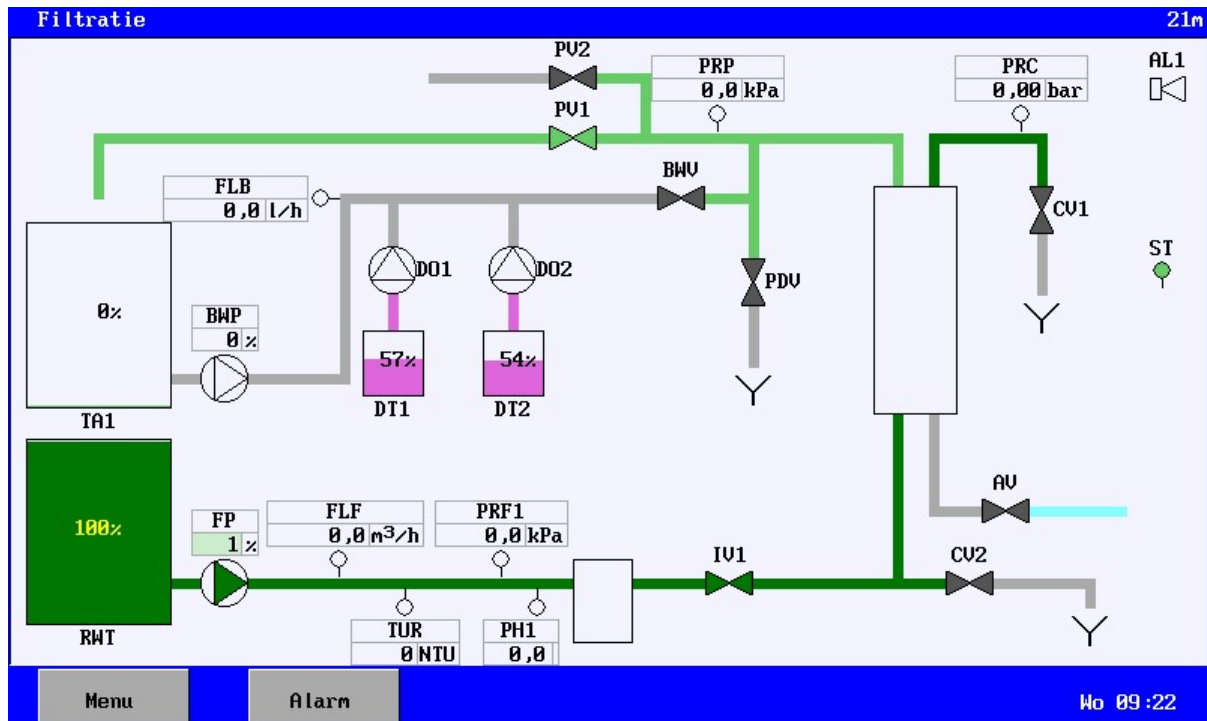 Filtratie 21m
PV2
PRP
0,0 kPa
PRC
0,00 bar
AL1
PV1
BWV
FLB
0,0 l/h
CV1
ST
DO1
DO2
PDV
0%
BWP
0 %
57%
54%
DT1
DT2
TA1
AV
100%
FP
1 %
FLF
0,0 m3/h
PRF1
0,0 kPa
IV1
CV2
RWT
TUR
0 NTU
PH1
0,0
Menu
Alarm
Wo 09:22